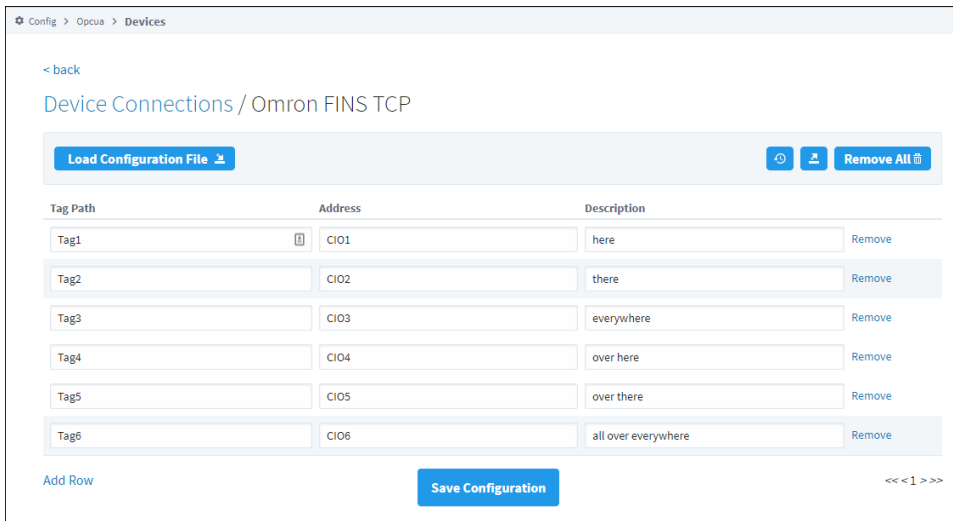 Config > Opcua > Devices
< back
Device Connections / Omron FINS TCP
Load Configuration File
Remove All
Tag Path Address Description
Tag1 CIO1 here Remove
Tag2 CIO2 there Remove
Tag3 CIO3 everywhere Remove
Tag4 CIO4 over here Remove
Tag5 CIO5 over there Remove
Tag6 CIO6 all over everywhere Remove
Add Row Save Configuration << < 1 > >>